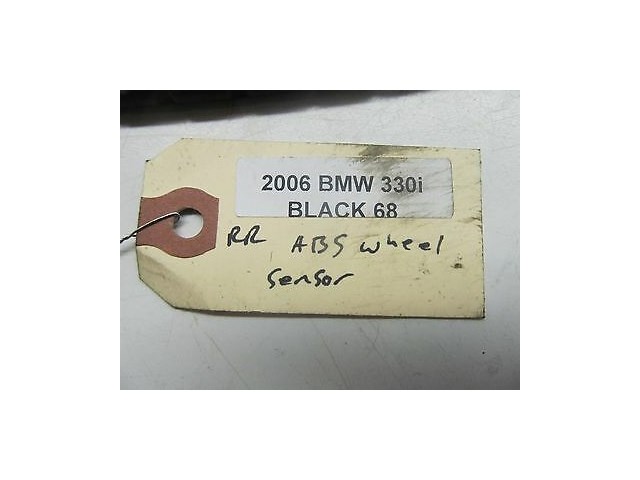 2006 BMW 330i
BLACK 68
RR ABS wheel
sensor